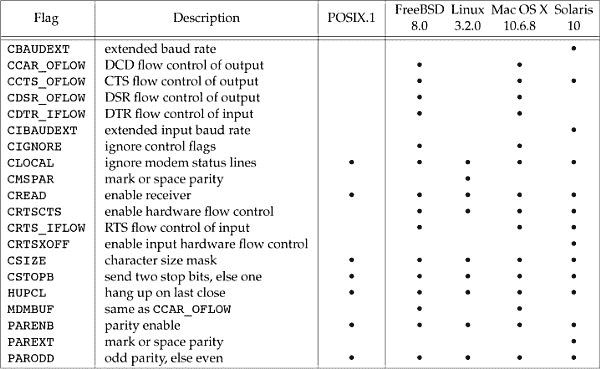 Flag Description POSIX.1 FreeBSD 8.0 Linux 3.2.0 Mac OS X 10.6.8 Solaris 10
CBAUDEXT extended baud rate •
CCAR_OFLOW DCD flow control of output • •
CCTS_OFLOW CTS flow control of output • • •
CDSR_OFLOW DSR flow control of output • •
CDTR_IFLOW DTR flow control of input • •
CIBAUDEXT extended input baud rate •
CIGNORE ignore control flags • •
CLOCAL ignore modem status lines • • • • •
CMSPAR mark or space parity •
CREAD enable receiver • • • • •
CRTSCTS enable hardware flow control • • • •
CRTS_IFLOW RTS flow control of input • • •
CRTSXOFF enable input hardware flow control •
CSIZE character size mask • • • • •
CSTOPB send two stop bits, else one • • • • •
HUPCL hang up on last close • • • • •
MDMBUF same as CCAR_OFLOW • •
PARENB parity enable • • • • •
PAREXT mark or space parity •
PARODD odd parity, else even • • • • •